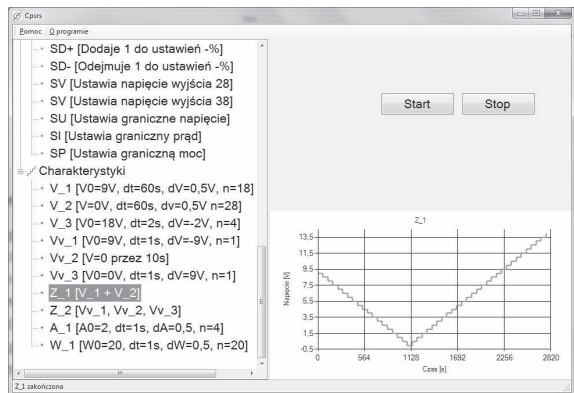 Cpsrs
Pomoc O programie
SD+ [Dodaje 1 do ustawień -%]
SD- [Odejmuje 1 do ustawień -%]
SV [Ustawia napięcie wyjścia 28]
SV [Ustawia napięcie wyjścia 38]
SU [Ustawia graniczne napięcie]
SI [Ustawia graniczny prąd]
SP [Ustawia graniczną moc]
Charakterystyki
V_1 [V0=9V, dt=60s, dV=0,5V, n=18]
V_2 [V=0V, dt=60s, dv=0,5V n=28]
V_3 [V0=18V, dt=2s, dV=-2V, n=4]
Vv_1 [V0=9V, dt=1s, dV=-9V, n=1]
Vv_2 [V=0 przez 10s]
Vv_3 [V0=0V, dt=1s, dV=9V, n=1]
Z_1 [V_1 + V_2]
Z_2 [Vv_1, Vv_2, Vv_3]
A_1 [A0=2, dt=1s, dA=0,5, n=4]
W_1 [W0=20, dt=1s, dW=0,5, n=20]
Start Stop
Z_1
Napięcie [V]
13,5
11,5
9,5
7,5
5,5
3,5
1,5
-0,5
0 564 1128 1692 2256 2820
Czas [s]
Z_1 zakończona